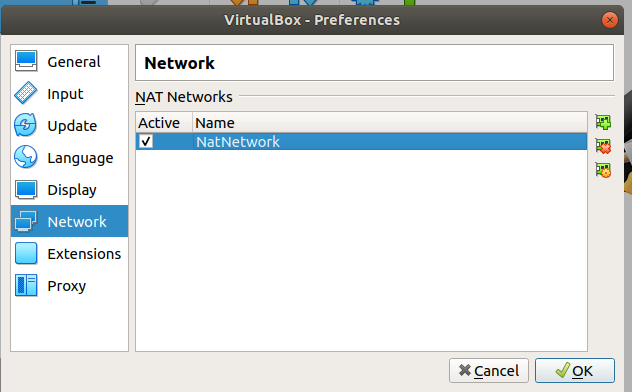 VirtualBox - Preferences
General
Input
Update
Language
Display
Network
Extensions
Proxy
Network
NAT Networks
Active Name
NatNetwork
Cancel OK